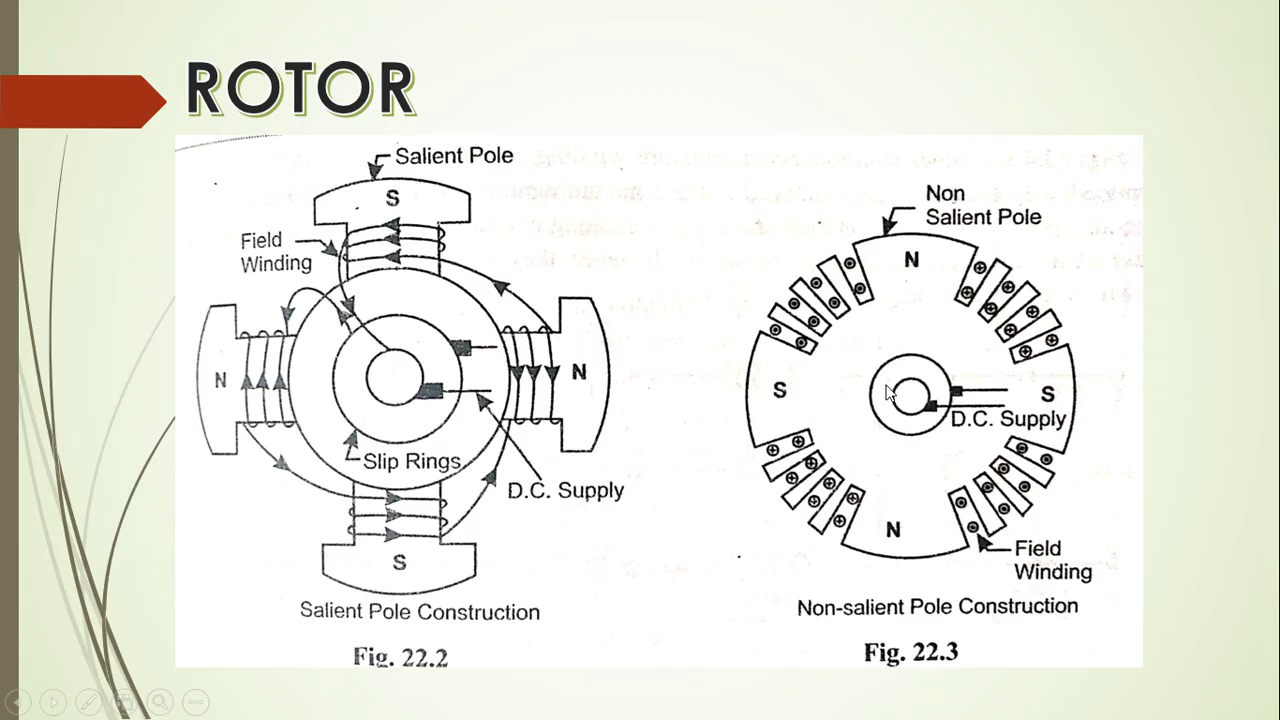 ROTOR
Salient Pole
S
Field
Winding
N
N
Slip Rings
D.C. Supply
S
Salient Pole Construction
Fig. 22.2
Non
Salient Pole
N
S
S
D.C. Supply
N
Field
Winding
Non-salient Pole Construction
Fig. 22.3